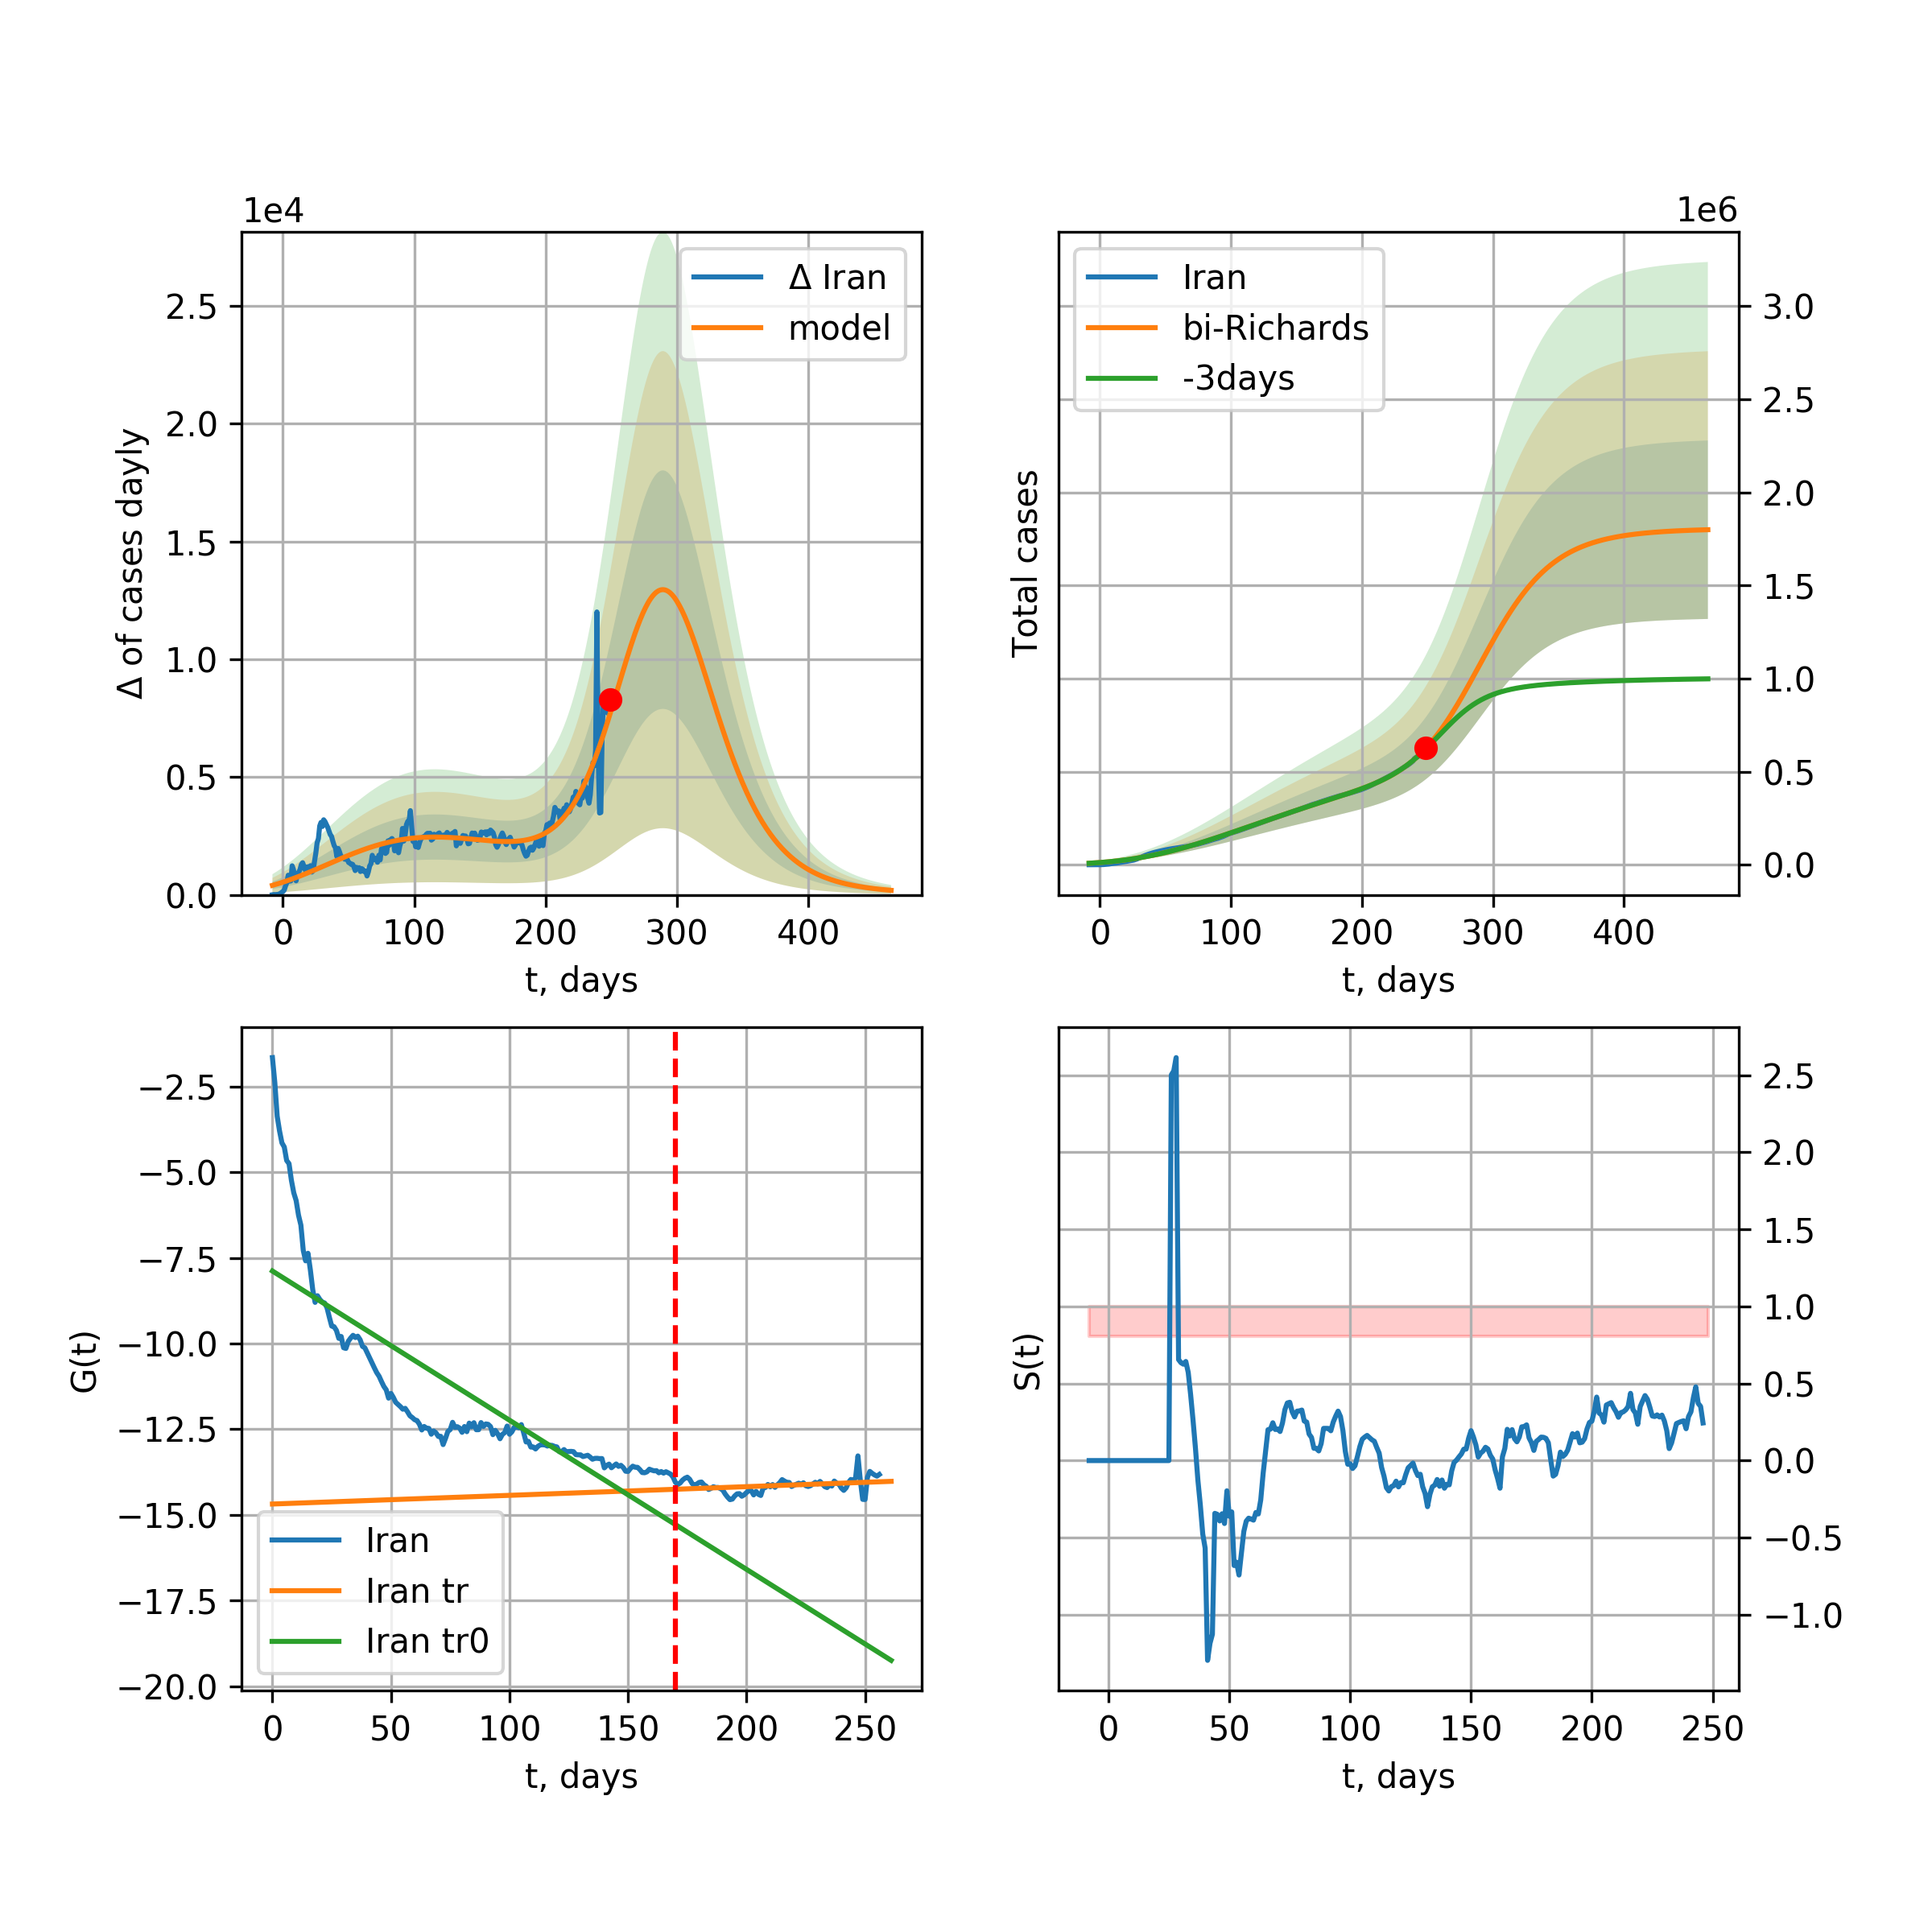 1e4
Δ Iran
model
2.5
2.0
1.5
1.0
0.5
0.0
Δ of cases dayly
0
100
200
300
400
t, days
1e6
Iran
bi-Richards
-3days
3.0
2.5
2.0
1.5
1.0
0.5
0.0
Total cases
0
100
200
300
400
t, days
−2.5
−5.0
−7.5
−10.0
−12.5
−15.0
−17.5
−20.0
G(t)
Iran
Iran tr
Iran tr0
0
50
100
150
200
250
t, days
2.5
2.0
1.5
1.0
0.5
0.0
−0.5
−1.0
S(t)
0
50
100
150
200
250
t, days